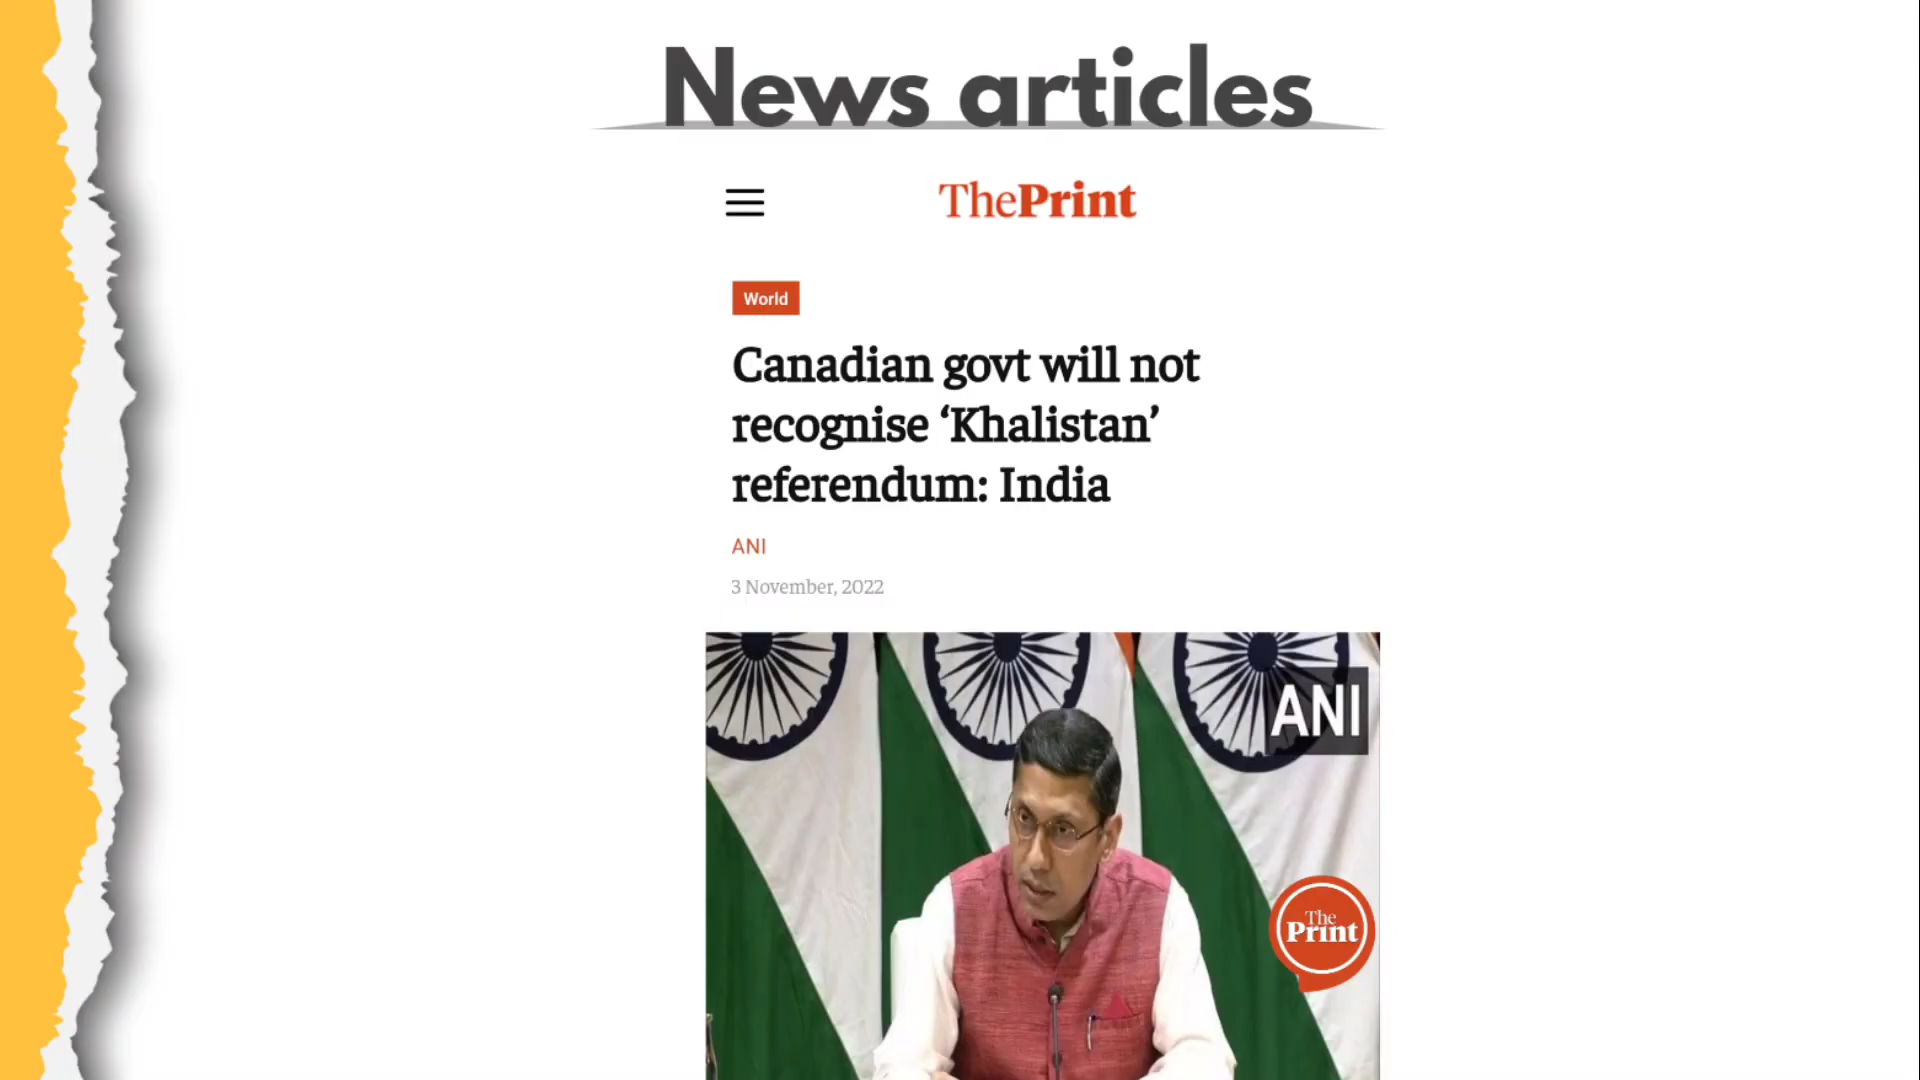 News articles
ThePrint
World
Canadian govt will not
recognise ‘Khalistan’
referendum: India
ANI
3 November, 2022
ANI
The
Print